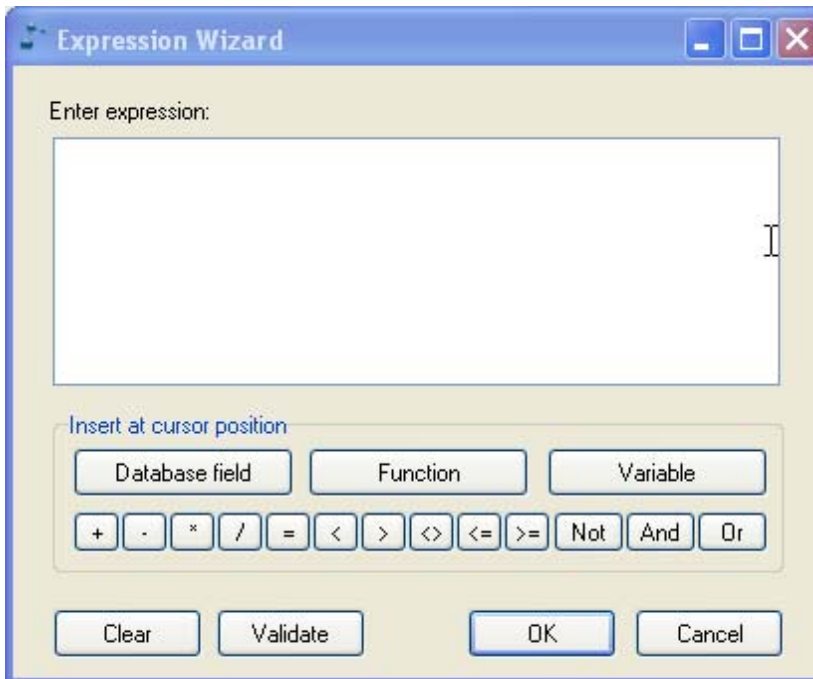 Expression Wizard
Enter expression:
Insert at cursor position
Database field Function Variable
+ - * / = < > <> <= >= Not And Or
Clear Validate OK Cancel